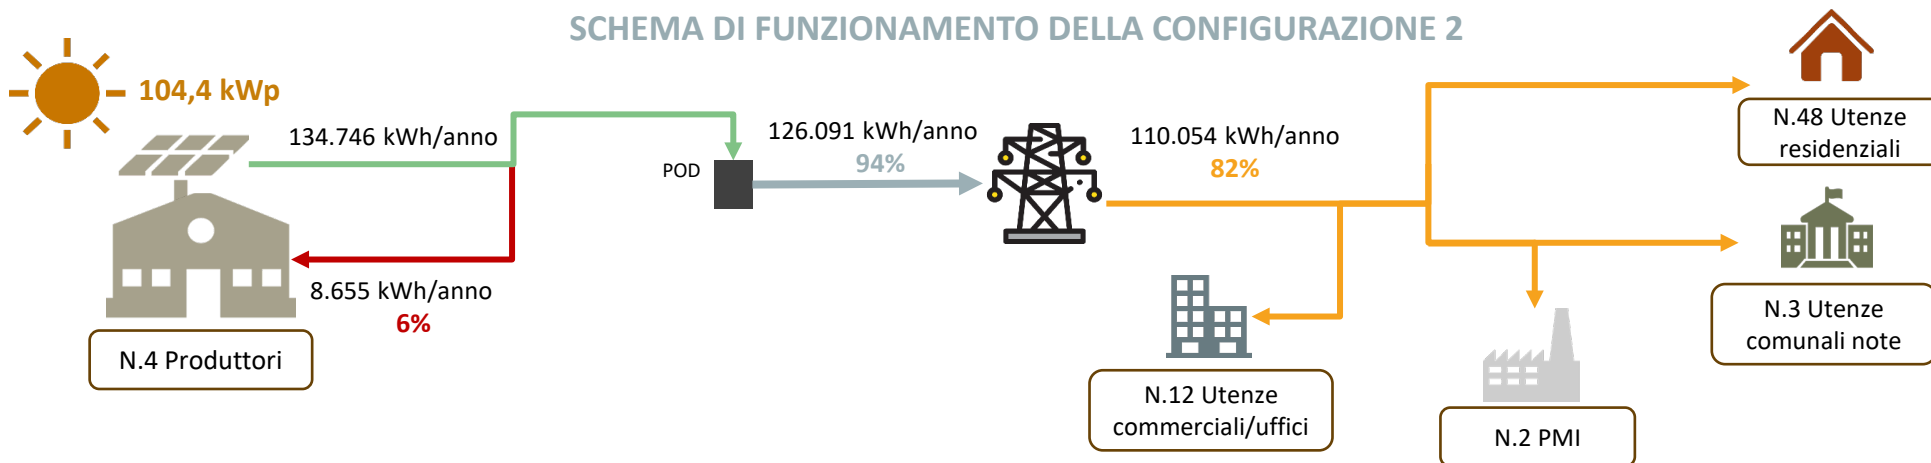 SCHEMA DI FUNZIONAMENTO DELLA CONFIGURAZIONE 2
104,4 kWp
134.746 kWh/anno
8.655 kWh/anno
6%
N.4 Produttori
POD
126.091 kWh/anno
94%
110.054 kWh/anno
82%
N.48 Utenze
residenziali
N.3 Utenze
comunali note
N.12 Utenze
commerciali/uffici
N.2 PMI